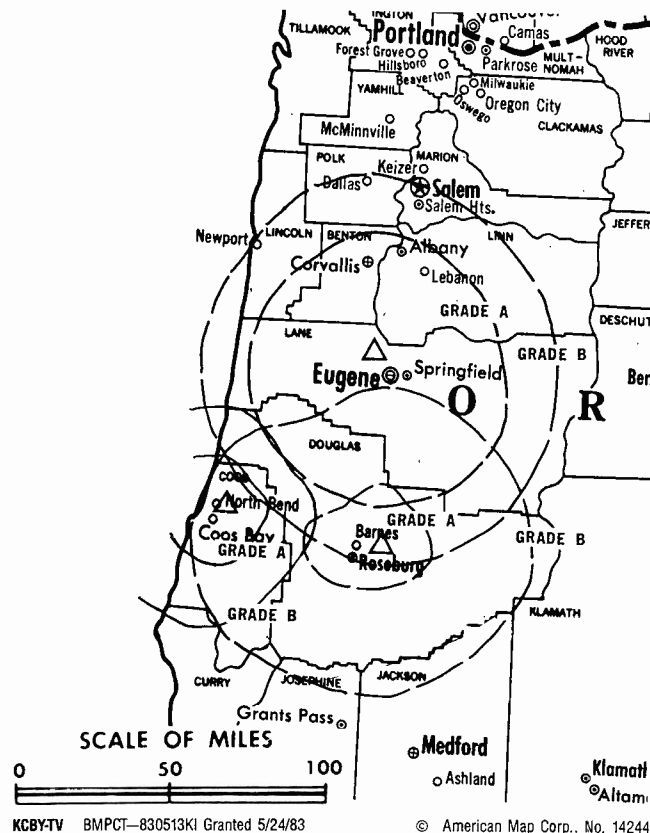 INGTON
Vancouver
TILLAMOOK
Portland
Camas
HOOD
RIVER
Forest Grove
Hillsboro
Beaverton
Parkrose
MULT-
NOMAH
YAMHILL
Milwaukie
Oswego
Oregon City
McMinnville
CLACKAMAS
POLK
MARION
Keizer
Dallas
Salem
Salem Hts.
JEFFER
Newport
LINCOLN
BENTON
LINN
Albany
Corvallis
Lebanon
GRADE A
DESCHUT
LANE
GRADE B
Eugene
Springfield
Ben
O
R
DOUGLAS
COOS
North Bend
GRADE A
Barnes
Coos Bay
GRADE A
GRADE B
Roseburg
GRADE B
KLAMATH
CURRY
JOSEPHINE
JACKSON
Grants Pass
SCALE OF MILES
Medford
0 50 100
Ashland
Klamatl
Altam
KCBY-TV BMPCT—830513KI Granted 5/24/83 © American Map Corp., No. 14244